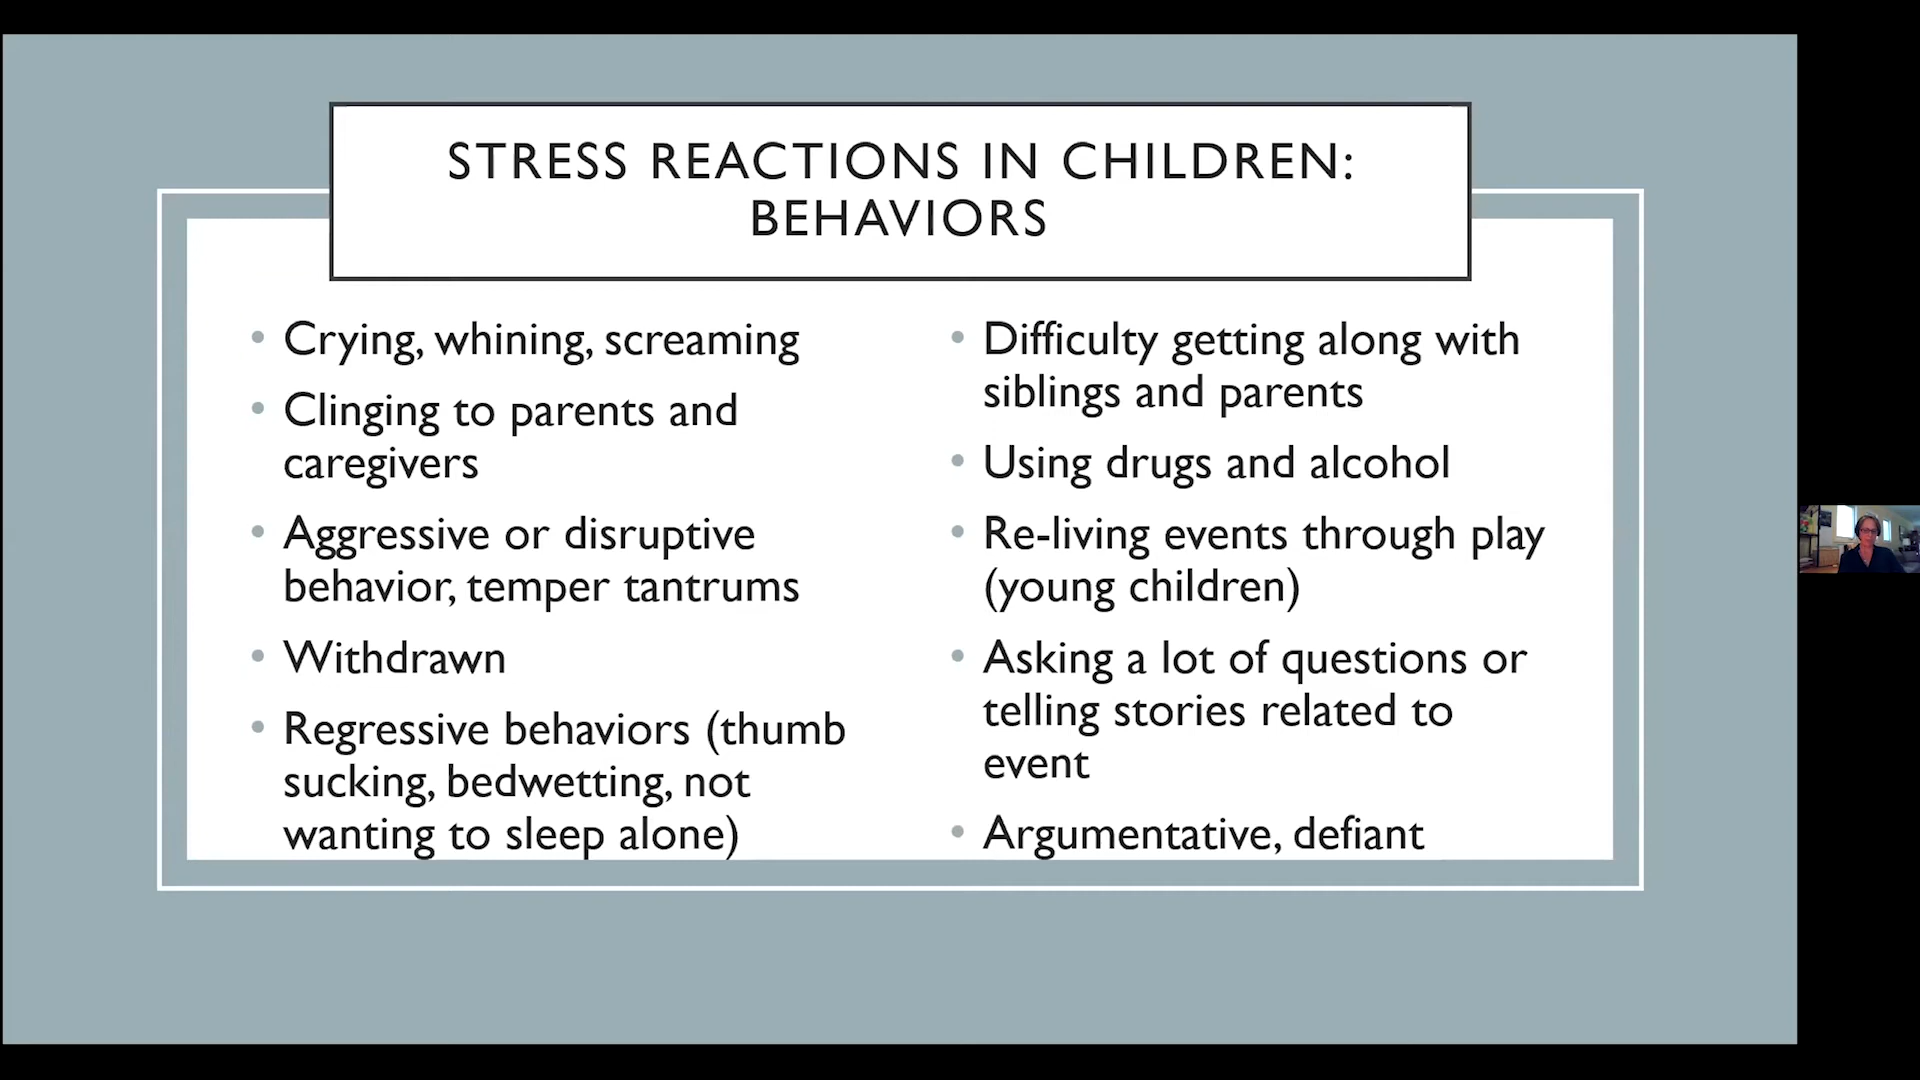 STRESS REACTIONS IN CHILDREN:
BEHAVIORS
• Crying, whining, screaming
• Clinging to parents and
caregivers
• Aggressive or disruptive
behavior, temper tantrums
• Withdrawn
• Regressive behaviors (thumb
sucking, bedwetting, not
wanting to sleep alone)
• Difficulty getting along with
siblings and parents
• Using drugs and alcohol
• Re-living events through play
(young children)
• Asking a lot of questions or
telling stories related to
event
• Argumentative, defiant